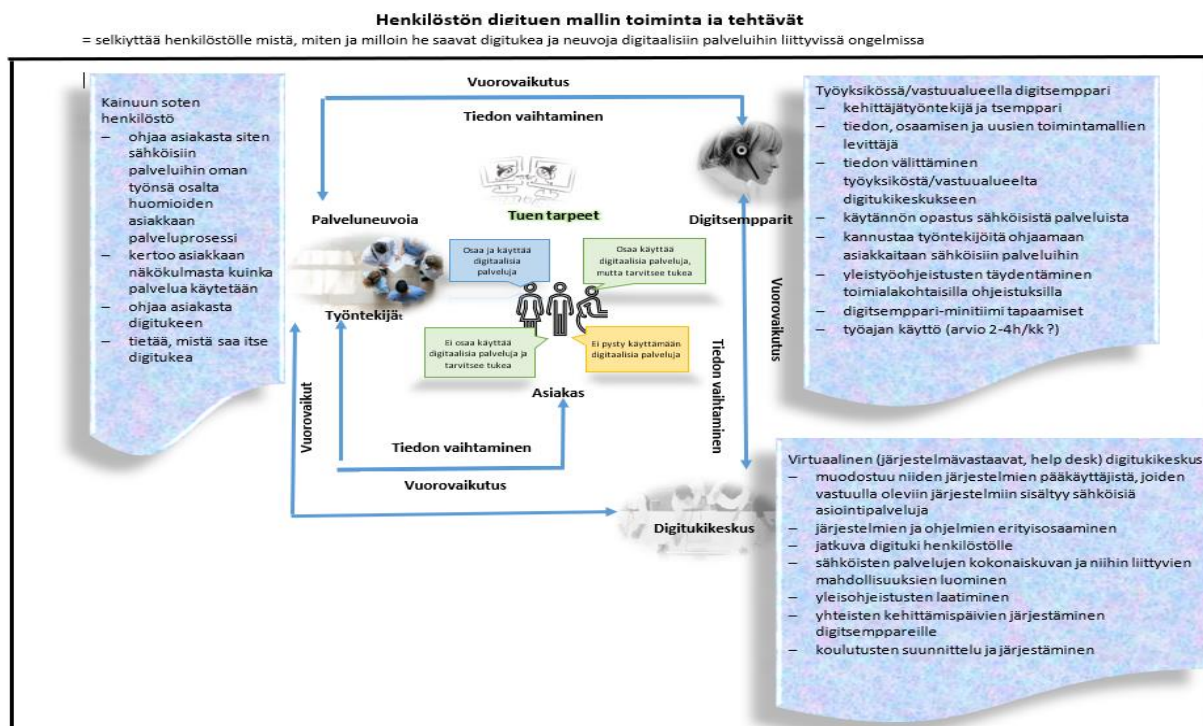 Henkilöstön digituen mallin toiminta ja tehtävät
= selkiyttää henkilöstölle mistä, miten ja milloin he saavat digitukea ja neuvoja digitaalisiin palveluihin liittyvissä ongelmissa
Kainuun soten
henkilöstö
– ohjaa asiakasta siten
sähköisiin
palveluihin oman
työnsä osalta
huomioiden
asiakkaan
palveluprosessi
– kertoo asiakkaan
näkökulmasta kuinka
palvelua käytetään
– ohjaa asiakasta
digitukeen
– tietää, mistä saa itse
digitukea
Vuorovaikutus
Tiedon vaihtaminen
Palveluneuvoja
Tuen tarpeet
Digitsempparit
Osaa ja käyttää
digitaalisia
palveluja
Osaa käyttää
digitaalisia palveluja,
mutta tarvitsee tukea
Työntekijät
Ei osaa käyttää
digitaalisia palveluja ja
tarvitsee tukea
Ei pysty käyttämään
digitaalisia palveluja
Asiakas
Vuorovaikut
Tiedon vaihtaminen
Vuorovaikutus
Vuorovaikutus
Tiedon vaihtaminen
Digitukikeskus
Työyksikössä/vastuualueella digitsemppari
– kehittäjätyöntekijä ja tsemppari
– tiedon, osaamisen ja uusien toimintamallien
levittäjä
– tiedon välittäminen
työyksiköstä/vastuualueelta
digitukikeskukseen
– käytännön opastus sähköisistä palveluista
– kannustaa työntekijöitä ohjaamaan
asiakkaitaan sähköisiin palveluihin
– yleistyöohjeistusten täydentäminen
toimialakohtaisilla ohjeistuksilla
– digitsemppari-minitiimi tapaamiset
– työajan käyttö (arvio 2-4h/kk ?)
Virtuaalinen (järjestelmävastaavat, help desk) digitukikeskus
– muodostuu niiden järjestelmien pääkäyttäjistä, joiden
vastuulla oleviin järjestelmiin sisältyy sähköisiä
asiointipalveluja
– järjestelmien ja ohjelmien erityisosaaminen
– jatkuva digituki henkilöstölle
– sähköisten palvelujen kokonaiskuvan ja niihin liittyvien
mahdollisuuksien luominen
– yleisohjeistusten laatiminen
– yhteisten kehittämispäivien järjestäminen
digitsemppareille
– koulutusten suunnittelu ja järjestäminen